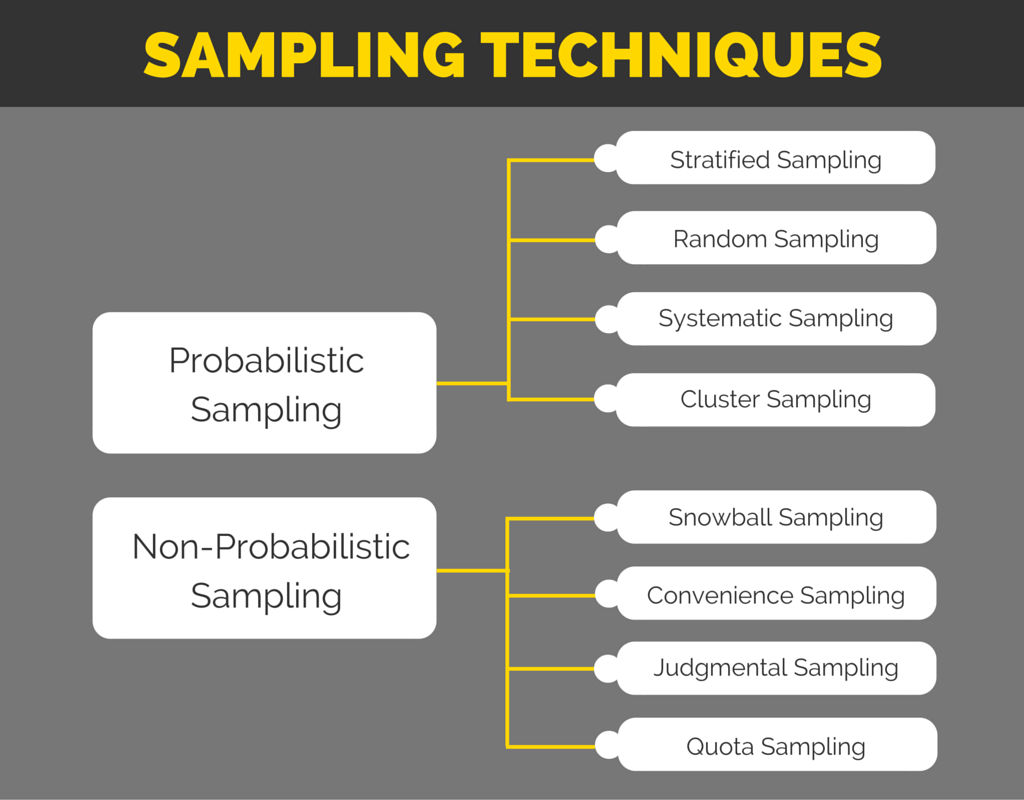 SAMPLING TECHNIQUES
Probabilistic
Sampling
Stratified Sampling
Random Sampling
Systematic Sampling
Cluster Sampling
Non-Probabilistic
Sampling
Snowball Sampling
Convenience Sampling
Judgmental Sampling
Quota Sampling